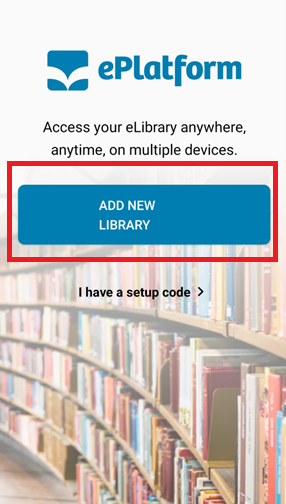 ePlatform
Access your eLibrary anywhere,
anytime, on multiple devices.
ADD NEW
LIBRARY
I have a setup code